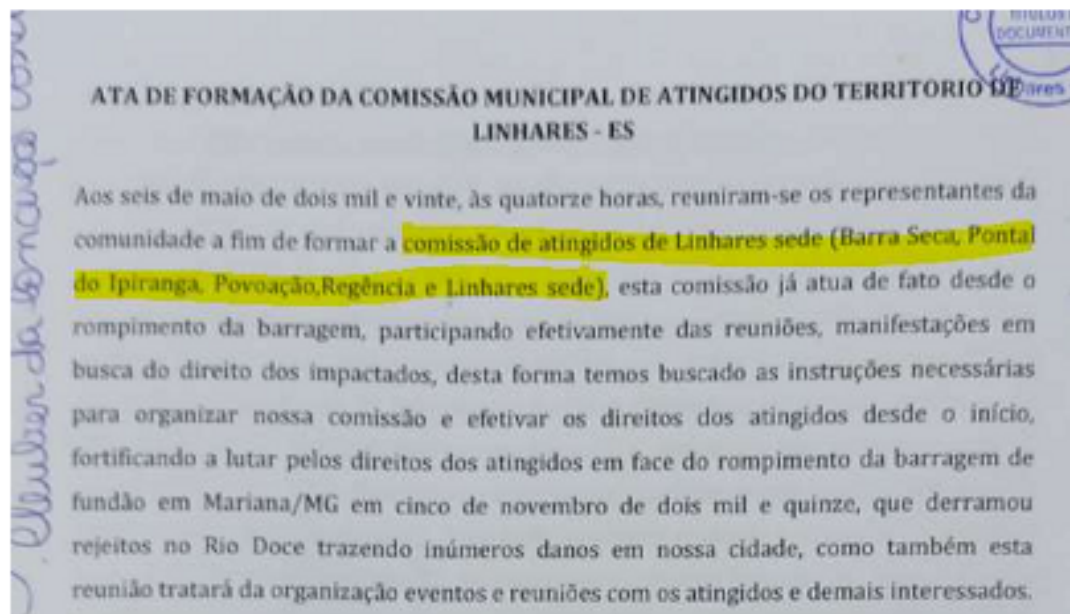 TITULOS
DOCUMENT
ATA DE FORMAÇÃO DA COMISSÃO MUNICIPAL DE ATINGIDOS DO TERRITORIO DE
LINHARES - ES
Aos seis de maio de dois mil e vinte, às quatorze horas, reuniram-se os representantes da
comunidade a fim de formar a comissão de atingidos de Linhares sede (Barra Seca, Pontal
do Ipiranga, Povoação,Regência e Linhares sede), esta comissão já atua de fato desde o
rompimento da barragem, participando efetivamente das reuniões, manifestações em
busca do direito dos impactados, desta forma temos buscado as instruções necessárias
para organizar nossa comissão e efetivar os direitos dos atingidos desde o início,
fortificando a lutar pelos direitos dos atingidos em face do rompimento da barragem de
fundão em Mariana/MG em cinco de novembro de dois mil e quinze, que derramou
rejeitos no Rio Doce trazendo inúmeros danos em nossa cidade, como também esta
reunião tratará da organização eventos e reuniões com os atingidos e demais interessados.
da